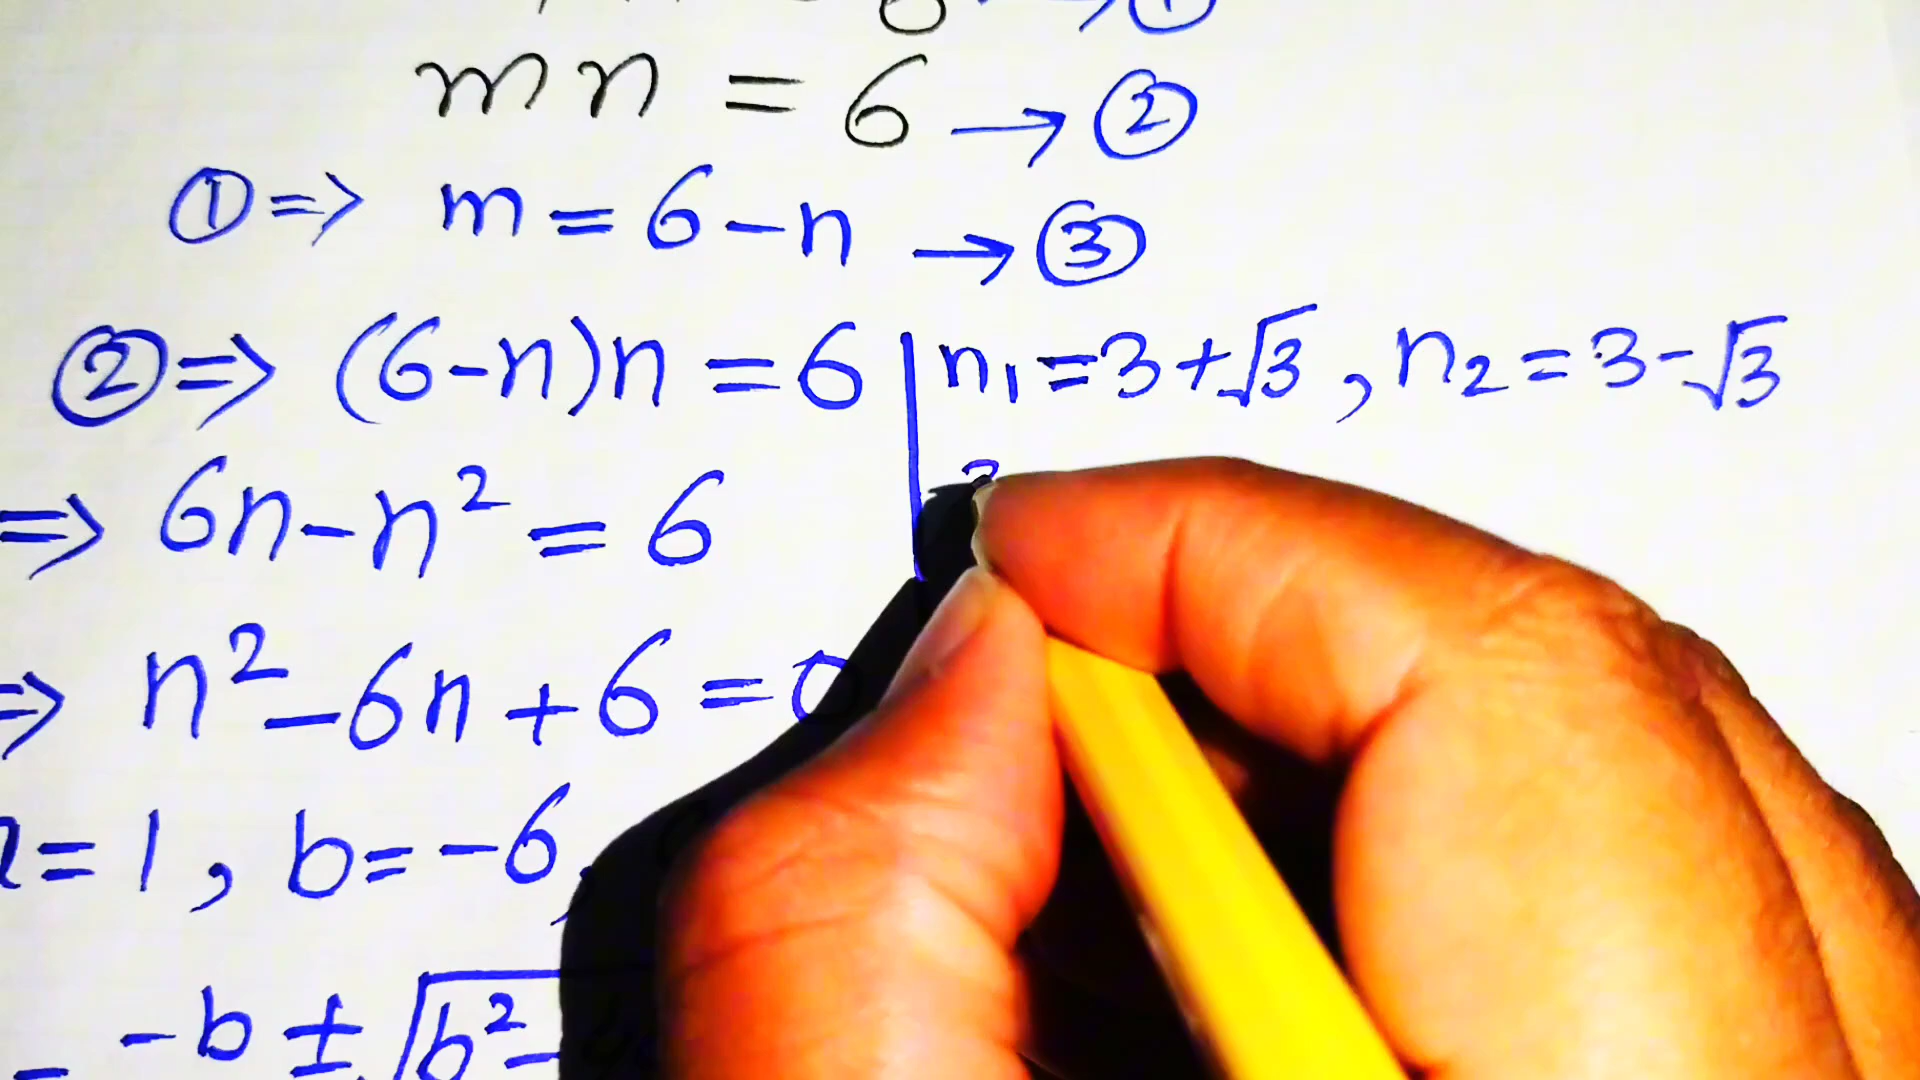 m n = 6 → ②
① ⇒ m = 6 - n → ③
② ⇒ (6-n)n = 6
⇒ 6n - n² = 6
⇒ n² - 6n + 6 = 0
= 1, b = -6,
-b ± √b² -
n₁ = 3 + √3, n₂ = 3 - √3